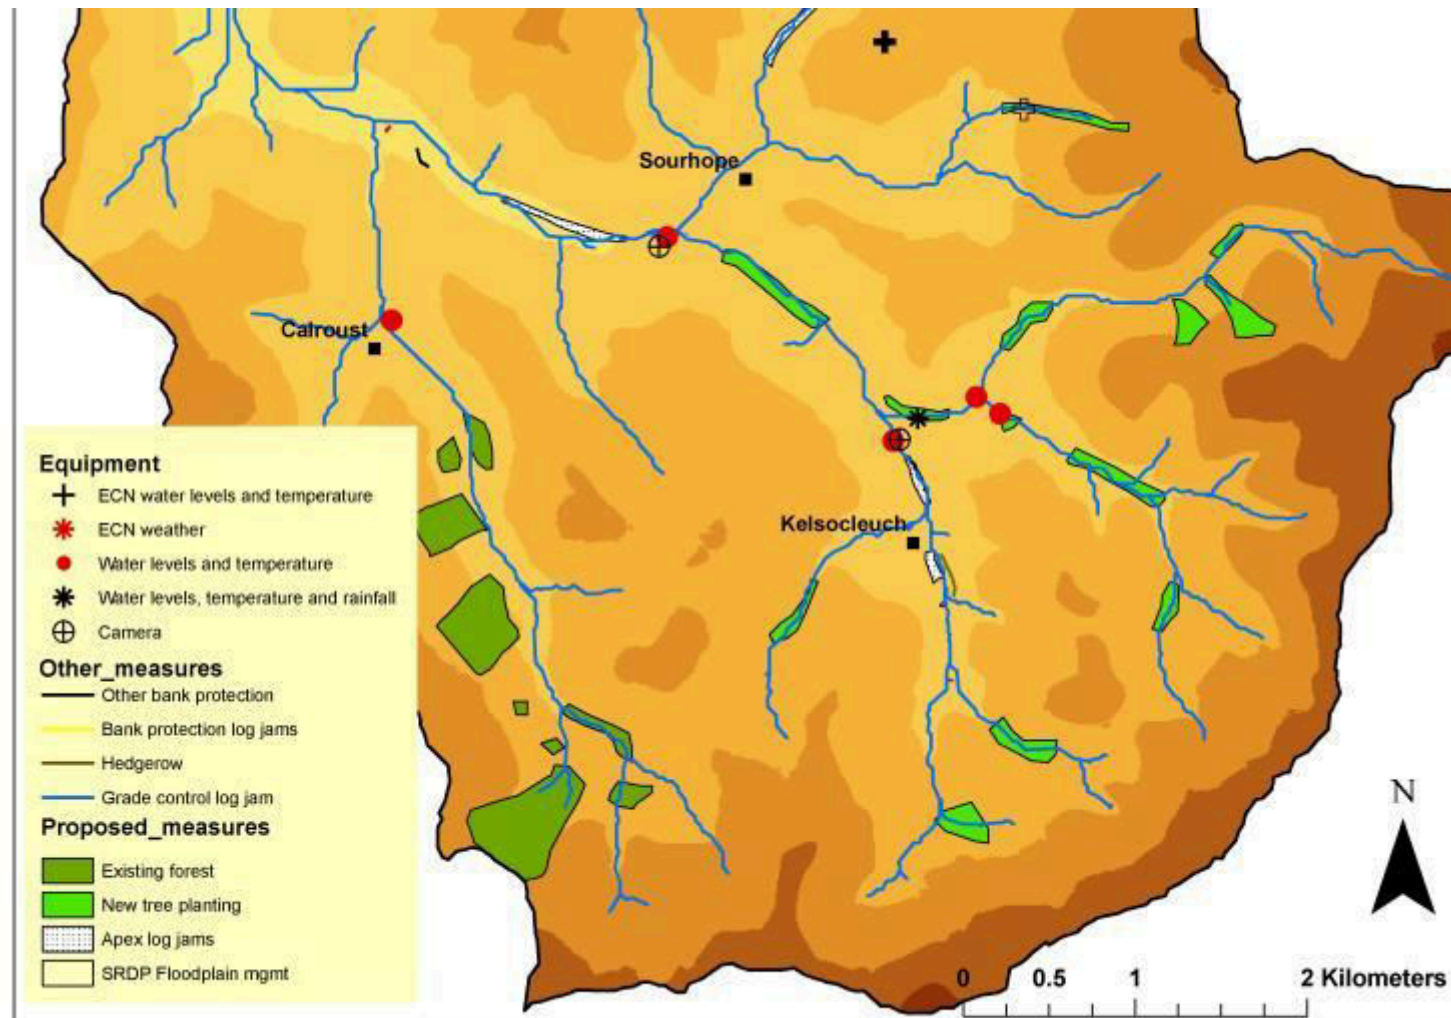 Sourhope
Calroust
Kelsocleuch
Equipment
ECN water levels and temperature
ECN weather
Water levels and temperature
Water levels, temperature and rainfall
Camera
Other_measures
Other bank protection
Bank protection log jams
Hedgerow
Grade control log jam
Proposed_measures
Existing forest
New tree planting
Apex log jams
SRDP Floodplain mgmt
N
0 0.5 1 2 Kilometers